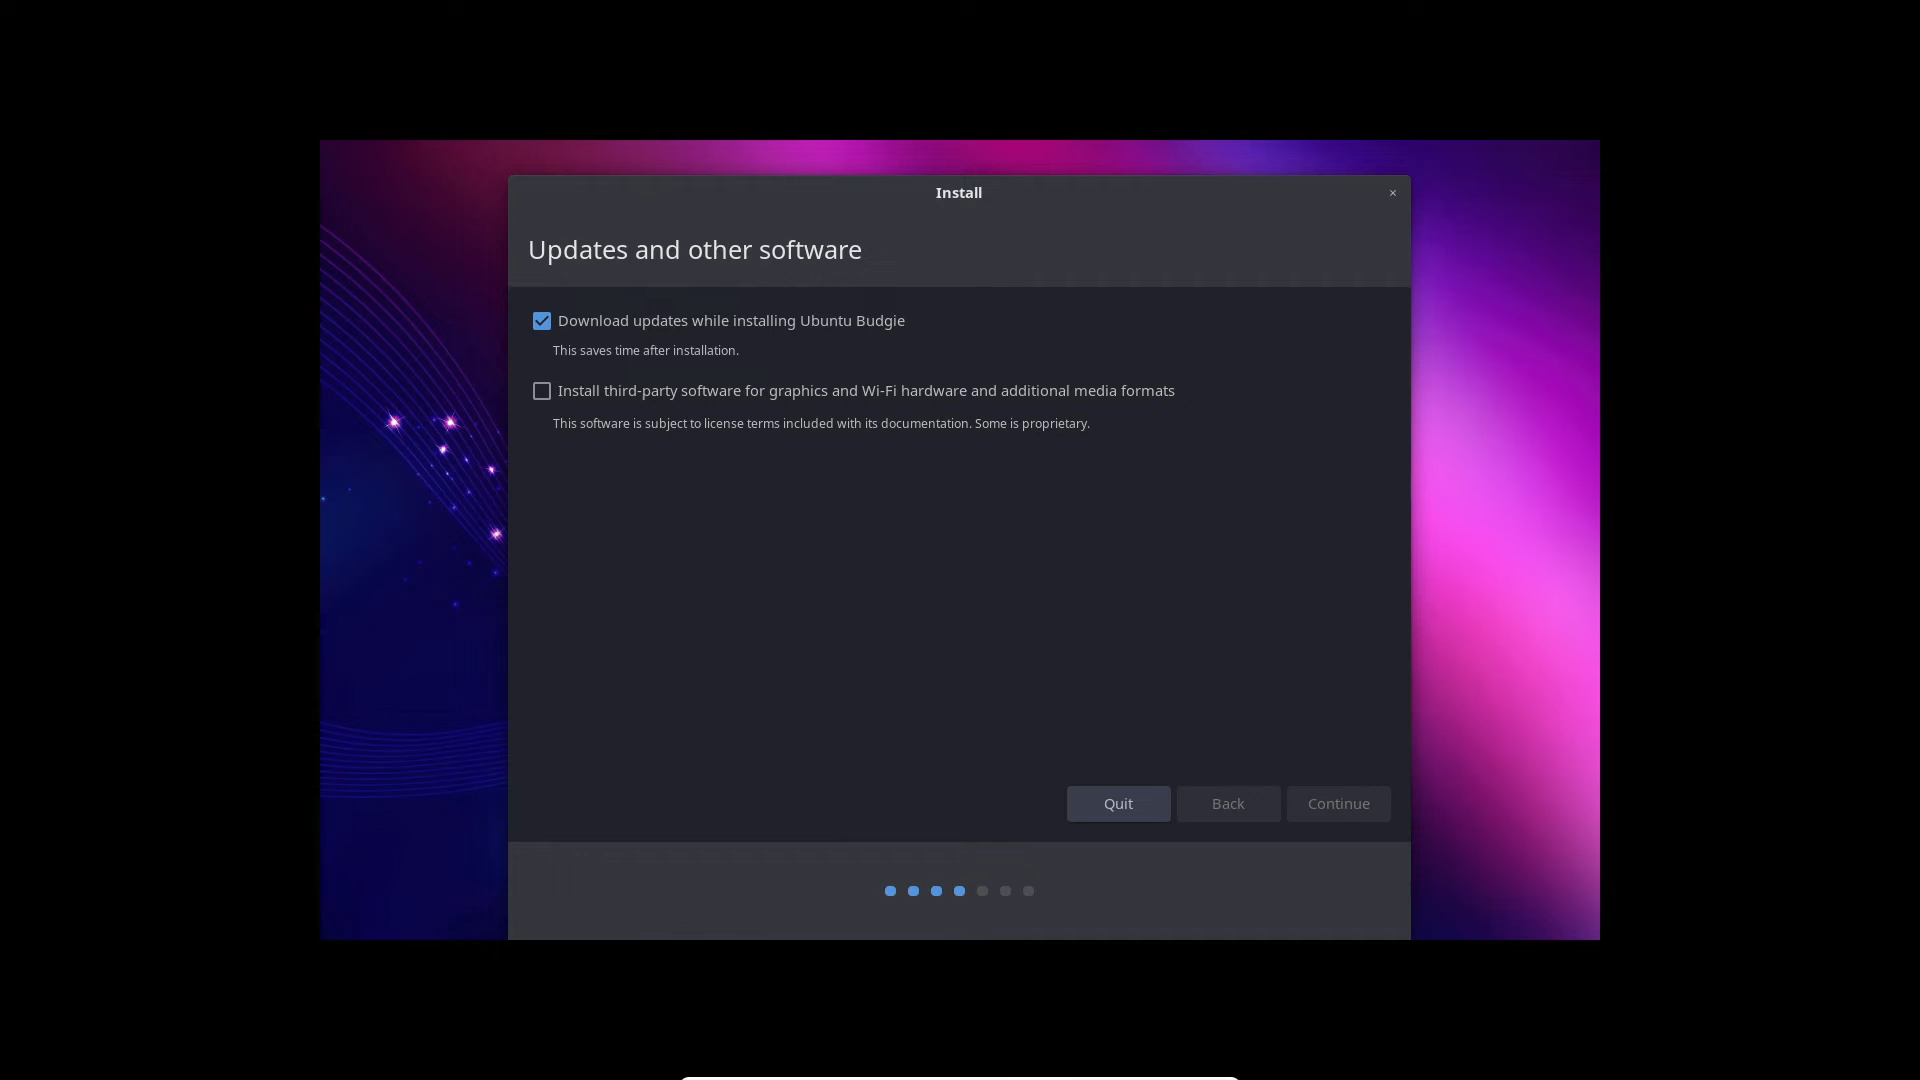 Install
Updates and other software
Download updates while installing Ubuntu Budgie
This saves time after installation.
Install third-party software for graphics and Wi-Fi hardware and additional media formats
This software is subject to license terms included with its documentation. Some is proprietary.
Quit
Back
Continue